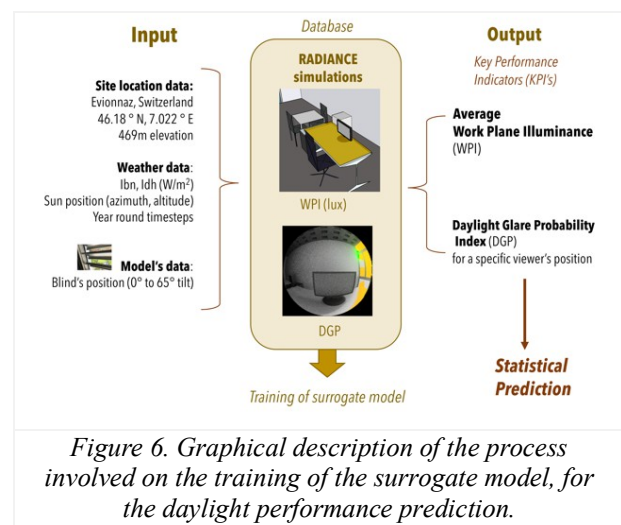 Input
Site location data:
Evionnaz, Switzerland
46.18 ° N, 7.022 ° E
469m elevation
Weather data:
Ibn, Idh (W/m²)
Sun position (azimuth, altitude)
Year round timesteps
Model's data:
Blind's position (0° to 65° tilt)
Database
RADIANCE
simulations
WPI (lux)
DGP
Training of surrogate model
Output
Key Performance
Indicators (KPI's)
Average
Work Plane Illuminance
(WPI)
Daylight Glare Probability
Index (DGP)
for a specific viewer's position
Statistical
Prediction
Figure 6. Graphical description of the process
involved on the training of the surrogate model, for
the daylight performance prediction.